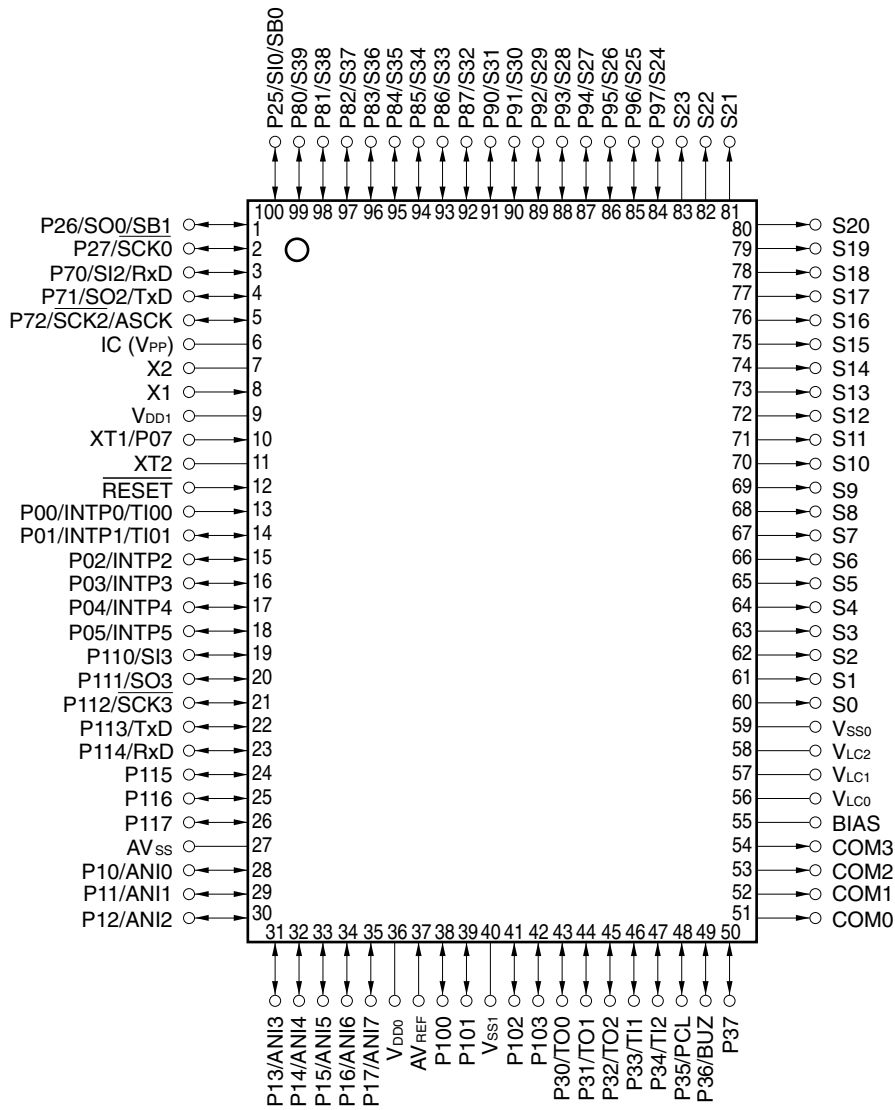 P25/SI0/SB0
P80/S39
P81/S38
P82/S37
P83/S36
P84/S35
P85/S34
P86/S33
P87/S32
P90/S31
P91/S30
P92/S29
P93/S28
P94/S27
P95/S26
P96/S25
P97/S24
S23
S22
S21
100 99 98 97 96 95 94 93 92 91 90 89 88 87 86 85 84 83 82 81
P26/SO0/SB1 1 80 S20
P27/SCK0 2 79 S19
P70/SI2/RxD 3 78 S18
P71/SO2/TxD 4 77 S17
P72/SCK2/ASCK 5 76 S16
IC (VPP) 6 75 S15
X2 7 74 S14
X1 8 73 S13
VDD1 9 72 S12
XT1/P07 10 71 S11
XT2 11 70 S10
RESET 12 69 S9
P00/INTP0/TI00 13 68 S8
P01/INTP1/TI01 14 67 S7
P02/INTP2 15 66 S6
P03/INTP3 16 65 S5
P04/INTP4 17 64 S4
P05/INTP5 18 63 S3
P110/SI3 19 62 S2
P111/SO3 20 61 S1
P112/SCK3 21 60 S0
P113/TxD 22 59 VSS0
P114/RxD 23 58 VLC2
P115 24 57 VLC1
P116 25 56 VLC0
P117 26 55 BIAS
AVSS 27 54 COM3
P10/ANI0 28 53 COM2
P11/ANI1 29 52 COM1
P12/ANI2 30 51 COM0
31 32 33 34 35 36 37 38 39 40 41 42 43 44 45 46 47 48 49 50
P13/ANI3
P14/ANI4
P15/ANI5
P16/ANI6
P17/ANI7
VDD0
AVREF
P100
P101
VSS1
P102
P103
P30/TO0
P31/TO1
P32/TO2
P33/TI1
P34/TI2
P35/PCL
P36/BUZ
P37